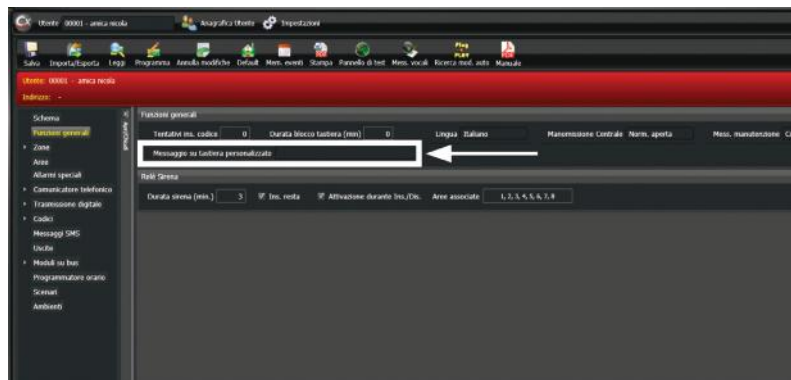 Utente 00001 - amica nicola Anagrafica Utente Impostazioni
Salva Importa/Esporta Leggi Programma Annulla modifiche Default Mem. eventi Stampa Pannello di test Mess. vocali Ricerca mod. auto Manuale
Utente: 00001 - amica nicola
Indirizzo: -
Schema
Funzioni generali
Zone
Aree
Allarmi speciali
Comunicatore telefonico
Trasmissione digitale
Codici
Messaggi SMS
Uscite
Moduli su bus
Programmatore orario
Scenari
Ambienti
Apri/Chiudi
Funzioni generali
Tentativi ins. codice 0 Durata blocco tastiera (min) 0 Lingua Italiano Manomissione Centrale Norm. aperta Mess. manutenzione
Messaggio su tastiera personalizzato
Relè Sirena
Durata sirena (min.) 3 Ins. resta Attivazione durante Ins./Dis. Aree associate 1, 2, 3, 4, 5, 6, 7, 8